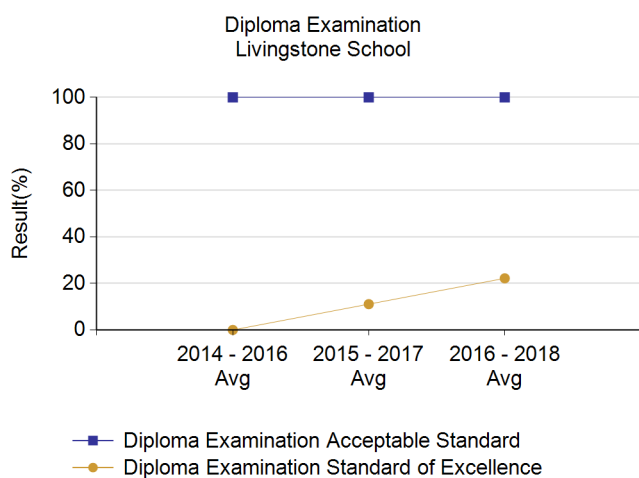 Diploma Examination
Livingstone School
100
80
60
40
20
0
Result(%)
2014 - 2016 2015 - 2017 2016 - 2018
Avg Avg Avg
Diploma Examination Acceptable Standard
Diploma Examination Standard of Excellence